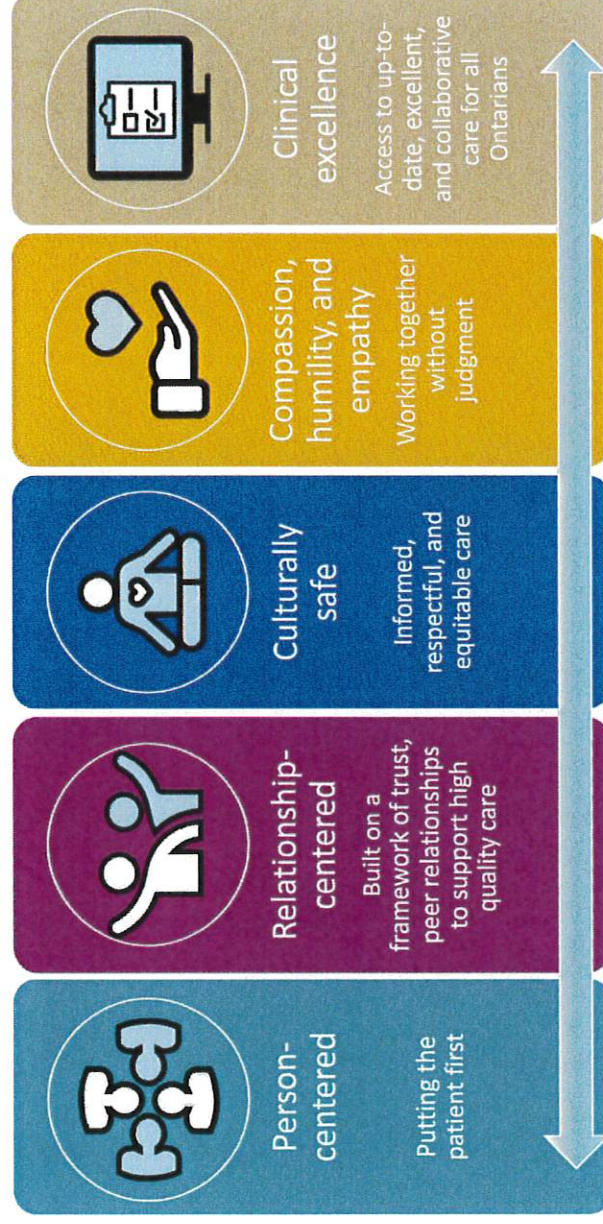 Person-
centered
Putting the
patient first
Relationship-
centered
Built on a
framework of trust,
peer relationships
to support high
quality care
Culturally
safe
Informed,
respectful, and
equitable care
Compassion,
humility, and
empathy
Working together
without
judgment
Clinical
excellence
Access to up-to-
date, excellent,
and collaborative
care for all
Ontarians